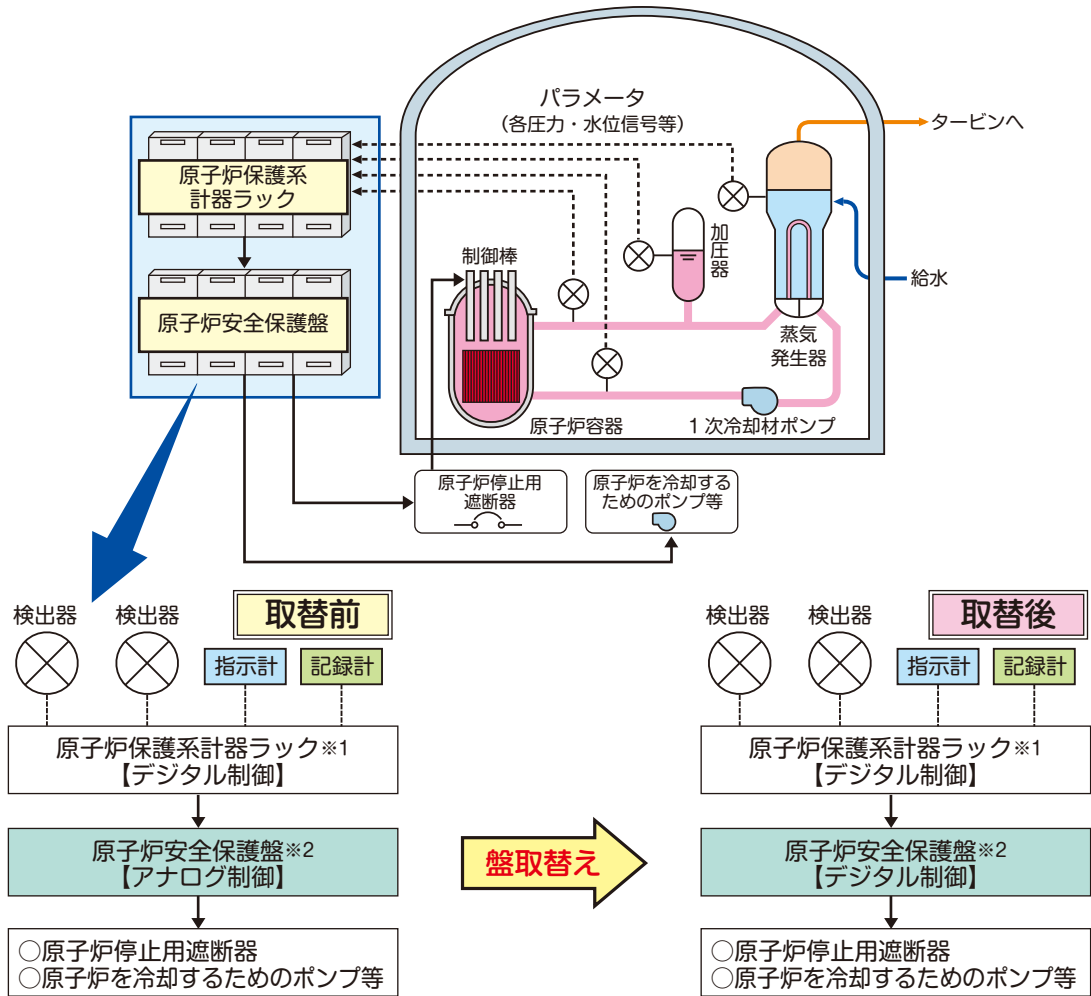 パラメータ
（各圧力・水位信号等）
タービンへ
原子炉保護系
計器ラック
加圧器
制御棒
給水
原子炉安全保護盤
蒸気
発生器
原子炉容器
1次冷却材ポンプ
原子炉停止用
遮断器
原子炉を冷却する
ためのポンプ等
検出器
検出器
取替前
指示計
記録計
原子炉保護系計器ラック※1
【デジタル制御】
原子炉安全保護盤※2
【アナログ制御】
○原子炉停止用遮断器
○原子炉を冷却するためのポンプ等
盤取替え
検出器
検出器
取替後
指示計
記録計
原子炉保護系計器ラック※1
【デジタル制御】
原子炉安全保護盤※2
【デジタル制御】
○原子炉停止用遮断器
○原子炉を冷却するためのポンプ等